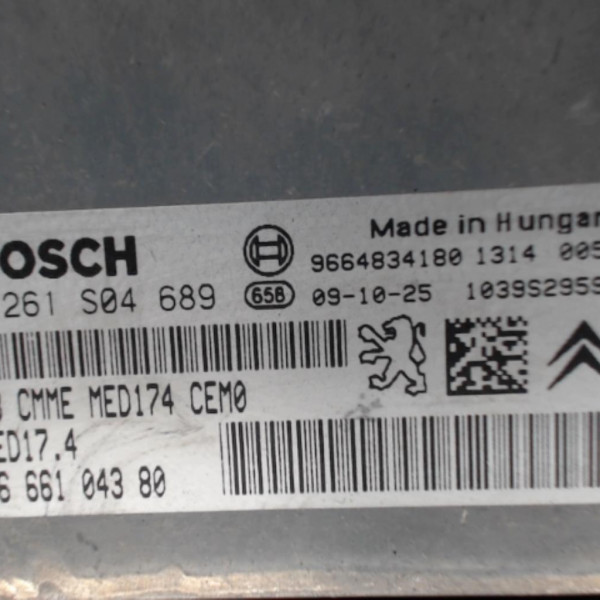 OSCH
Made in Hungar
9664834180 1314 005
261 S04 689
658
09-10-25 1039S2959
CMME MED174 CEM0
ED17.4
6 661 043 80